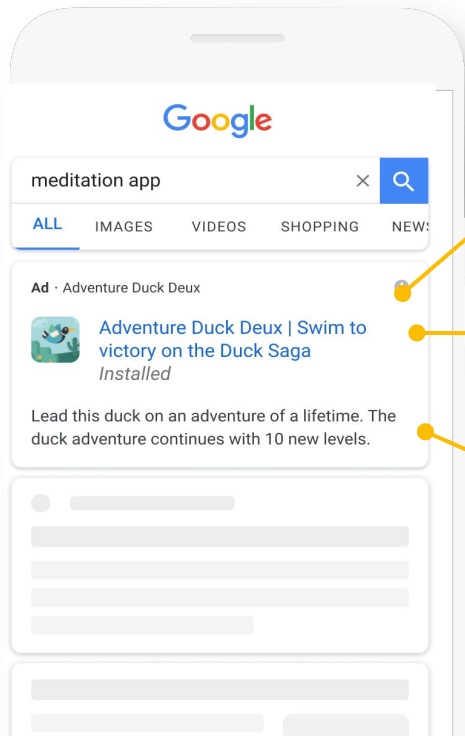 Google
meditation app
ALL IMAGES VIDEOS SHOPPING
Ad · Adventure Duck Deux
Adventure Duck Deux | Swim to
victory on the Duck Saga
Installed
Lead this duck on an adventure of a lifetime. The
duck adventure continues with 10 new levels.